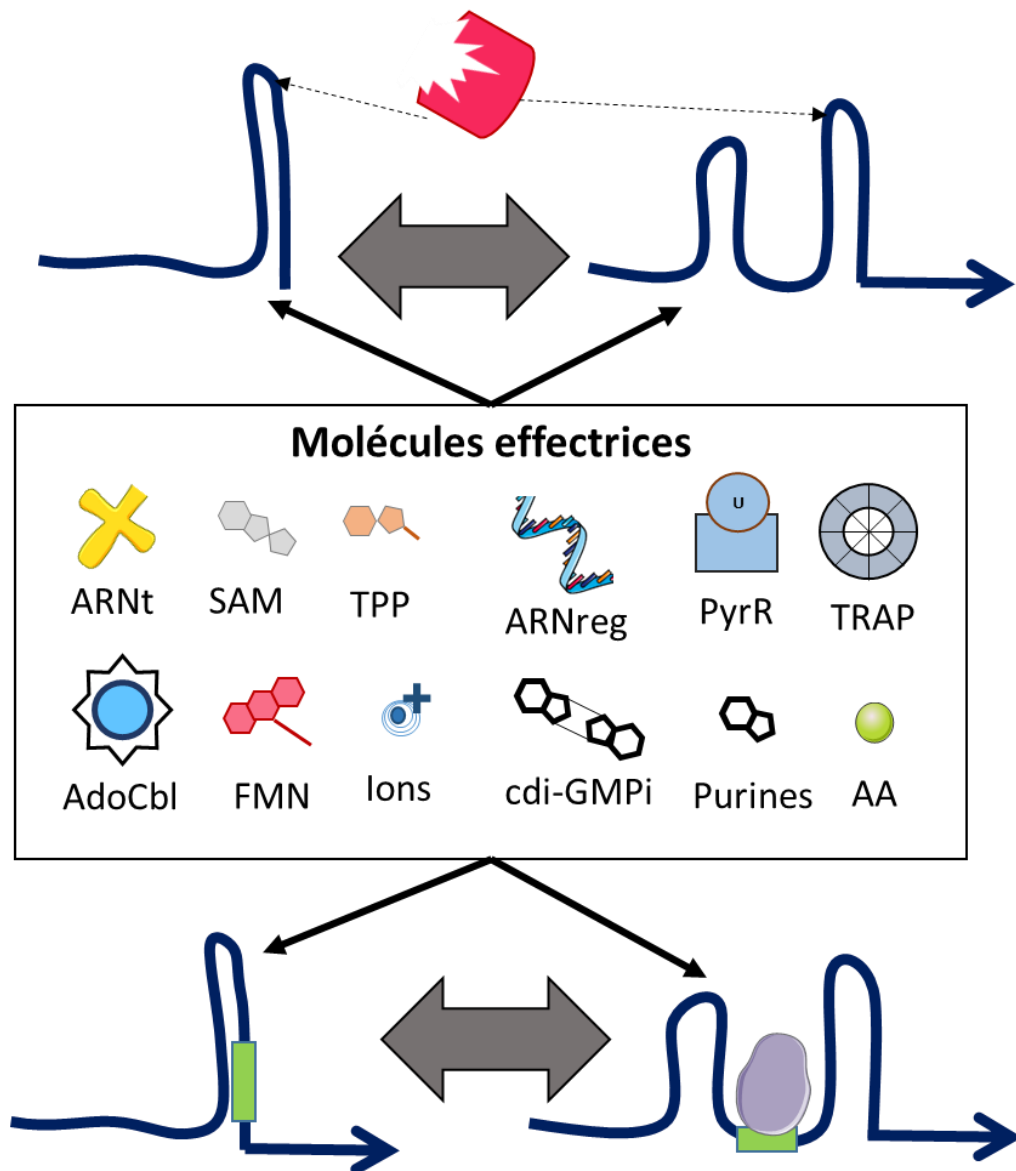 Molécules effectrices
U
ARNt
SAM
TPP
ARNreg
PyrR
TRAP
AdoCbl
FMN
Ions
cdi-GMPi
Purines
AA